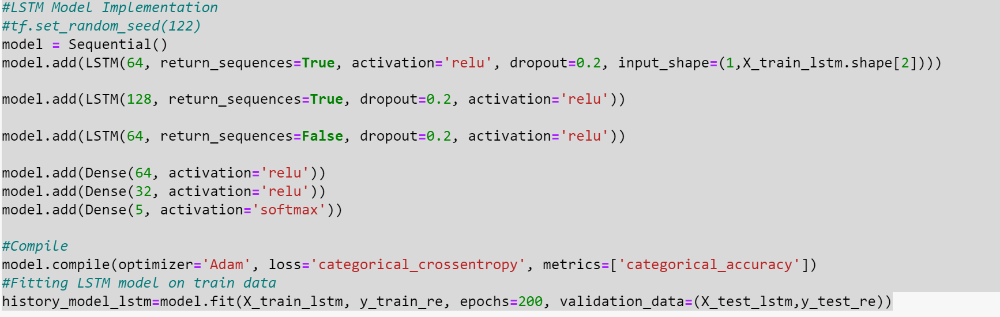 #LSTM Model Implementation
#tf.set_random_seed(122)
model = Sequential()
model.add(LSTM(64, return_sequences=True, activation='relu', dropout=0.2, input_shape=(1,X_train_lstm.shape[2])))
model.add(LSTM(128, return_sequences=True, dropout=0.2, activation='relu'))
model.add(LSTM(64, return_sequences=False, dropout=0.2, activation='relu'))
model.add(Dense(64, activation='relu'))
model.add(Dense(32, activation='relu'))
model.add(Dense(5, activation='softmax'))
#Compile
model.compile(optimizer='Adam', loss='categorical_crossentropy', metrics=['categorical_accuracy'])
#Fitting LSTM model on train data
history_model_lstm=model.fit(X_train_lstm, y_train_re, epochs=200, validation_data=(X_test_lstm,y_test_re))